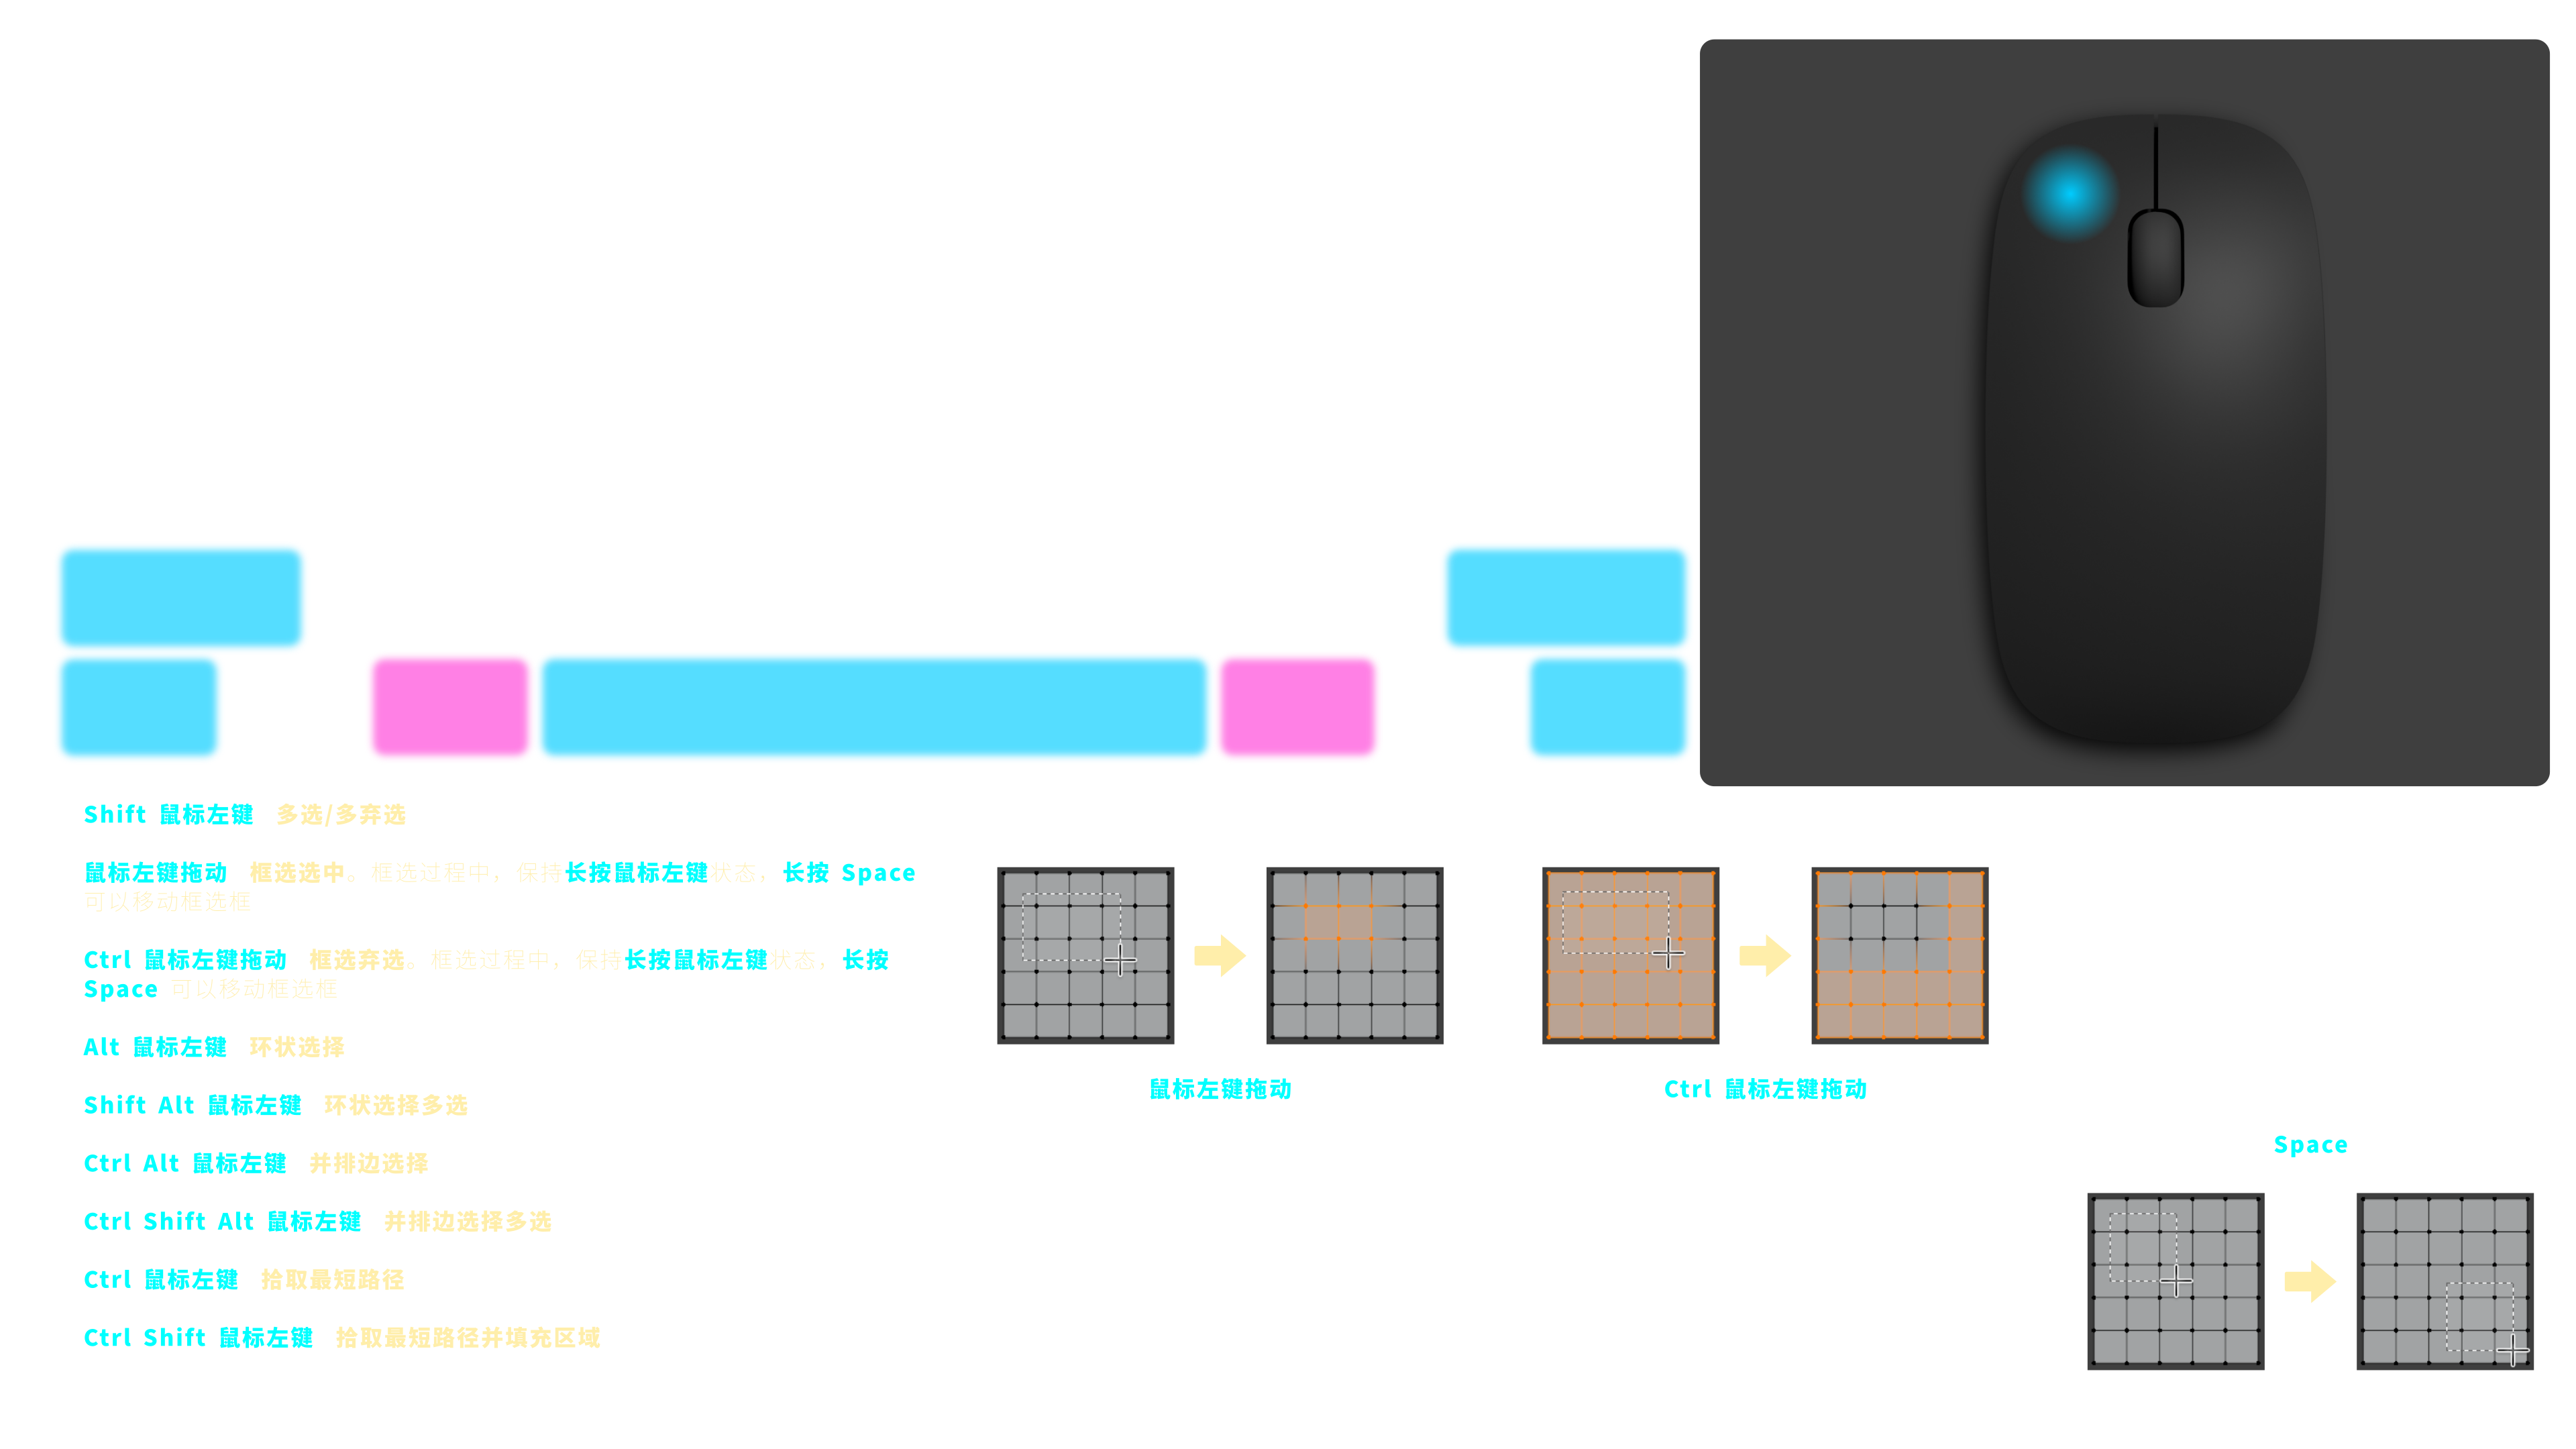 Shift 鼠标左键 多选/多弃选
鼠标左键拖动 框选选中。框选过程中，保持长按鼠标左键状态，长按 Space
可以移动框选框
Ctrl 鼠标左键拖动 框选弃选。框选过程中，保持长按鼠标左键状态，长按
Space 可以移动框选框
Alt 鼠标左键 环状选择
Shift Alt 鼠标左键 环状选择多选
Ctrl Alt 鼠标左键 并排边选择
Ctrl Shift Alt 鼠标左键 并排边选择多选
Ctrl 鼠标左键 拾取最短路径
Ctrl Shift 鼠标左键 拾取最短路径并填充区域
鼠标左键拖动
Ctrl 鼠标左键拖动
Space